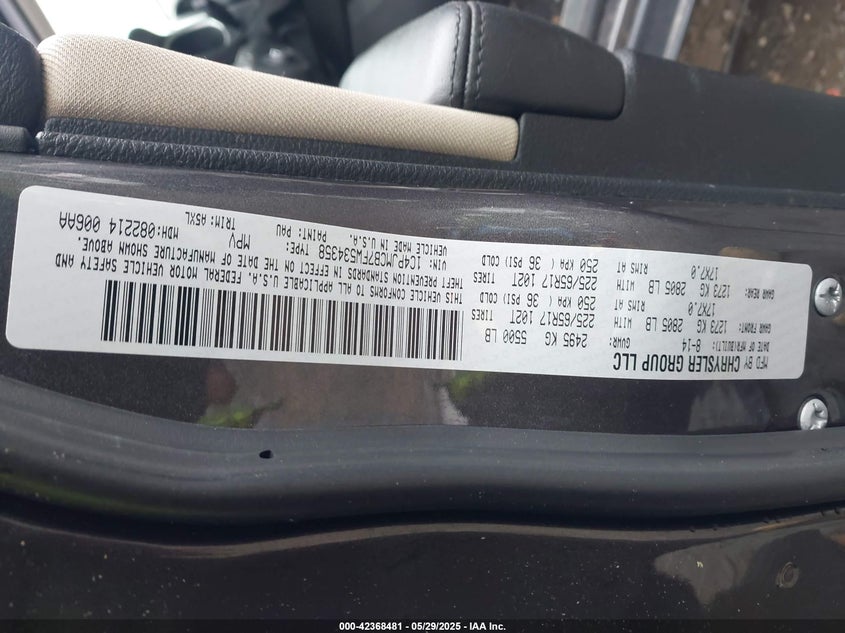 MFD BY CHRYSLER GROUP LLC
DATE OF MFR(BUILT): 8-14 GVWR: 2495 KG 5500 LB
GAWR FRONT: 1273 KG 2805 LB WITH 225/65R17 102T TIRES
17X7.0 RIMS AT 250 KPA ( 36 PSI) COLD
GAWR REAR: 1273 KG 2805 LB WITH 225/65R17 102T TIRES
17X7.0 RIMS AT 250 KPA ( 36 PSI) COLD
THIS VEHICLE CONFORMS TO ALL APPLICABLE U.S.A. FEDERAL MOTOR VEHICLE SAFETY AND
THEFT PREVENTION STANDARDS IN EFFECT ON THE DATE OF MANUFACTURE SHOWN ABOVE.
VIN: 1C4PJMCB7FW534358 TYPE: MPV MDH:082214 006AA
VEHICLE MADE IN U.S.A. PAINT: PAU TRIM: A5XL
000-42368481 - 05/29/2025 - IAA Inc.